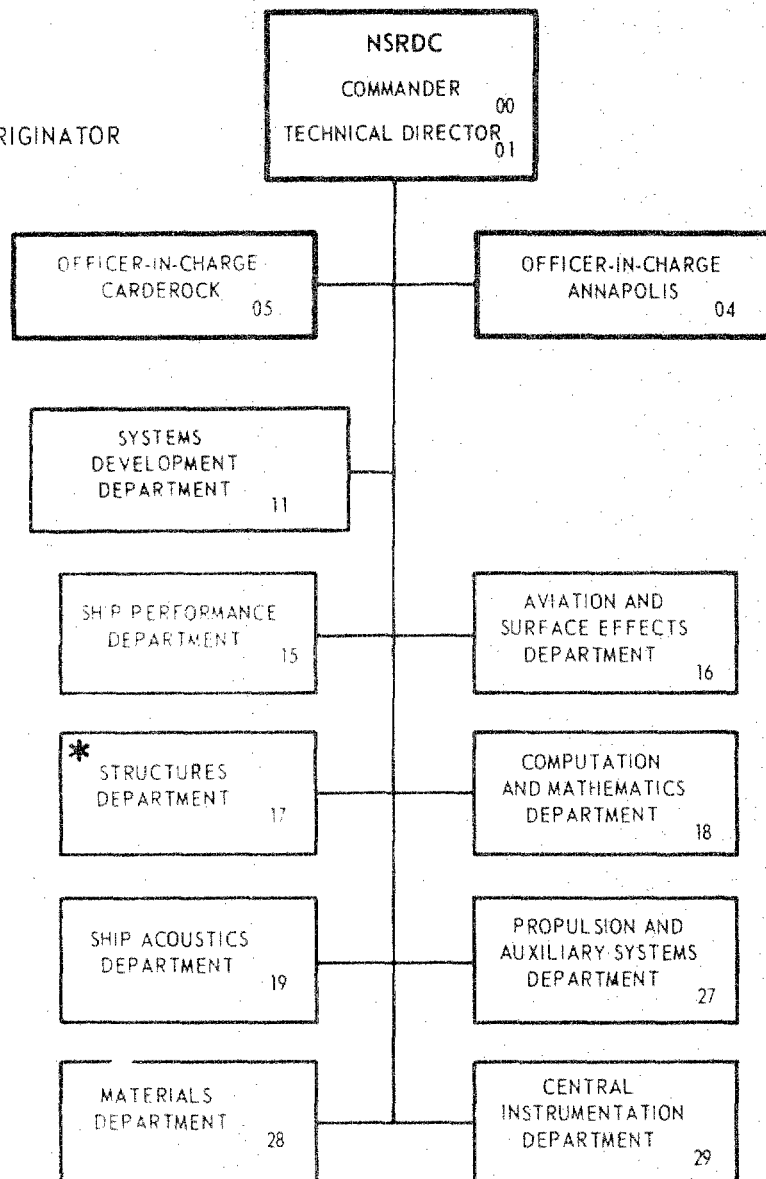 NSRDC
COMMANDER
00
TECHNICAL DIRECTOR
01
RIGINATOR
OFFICER-IN-CHARGE
CARDEROCK
05
OFFICER-IN-CHARGE
ANNAPOLIS
04
SYSTEMS
DEVELOPMENT
DEPARTMENT
11
SHIP PERFORMANCE
DEPARTMENT
15
AVIATION AND
SURFACE EFFECTS
DEPARTMENT
16
*
STRUCTURES
DEPARTMENT
17
COMPUTATION
AND MATHEMATICS
DEPARTMENT
18
SHIP ACOUSTICS
DEPARTMENT
19
PROPULSION AND
AUXILIARY SYSTEMS
DEPARTMENT
27
MATERIALS
DEPARTMENT
28
CENTRAL
INSTRUMENTATION
DEPARTMENT
29